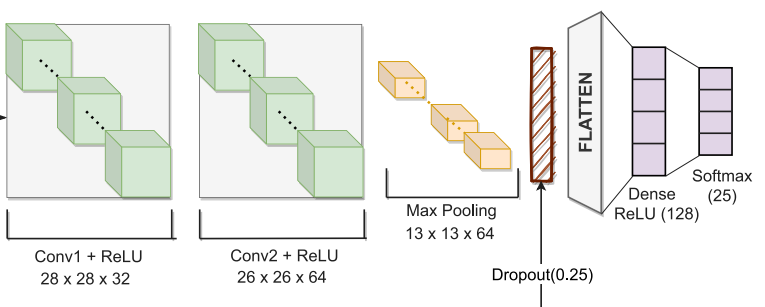 Conv1 + ReLU
28 x 28 x 32
Conv2 + ReLU
26 x 26 x 64
Max Pooling
13 x 13 x 64
Dropout(0.25)
FLATTEN
Dense
ReLU (128)
Softmax
(25)